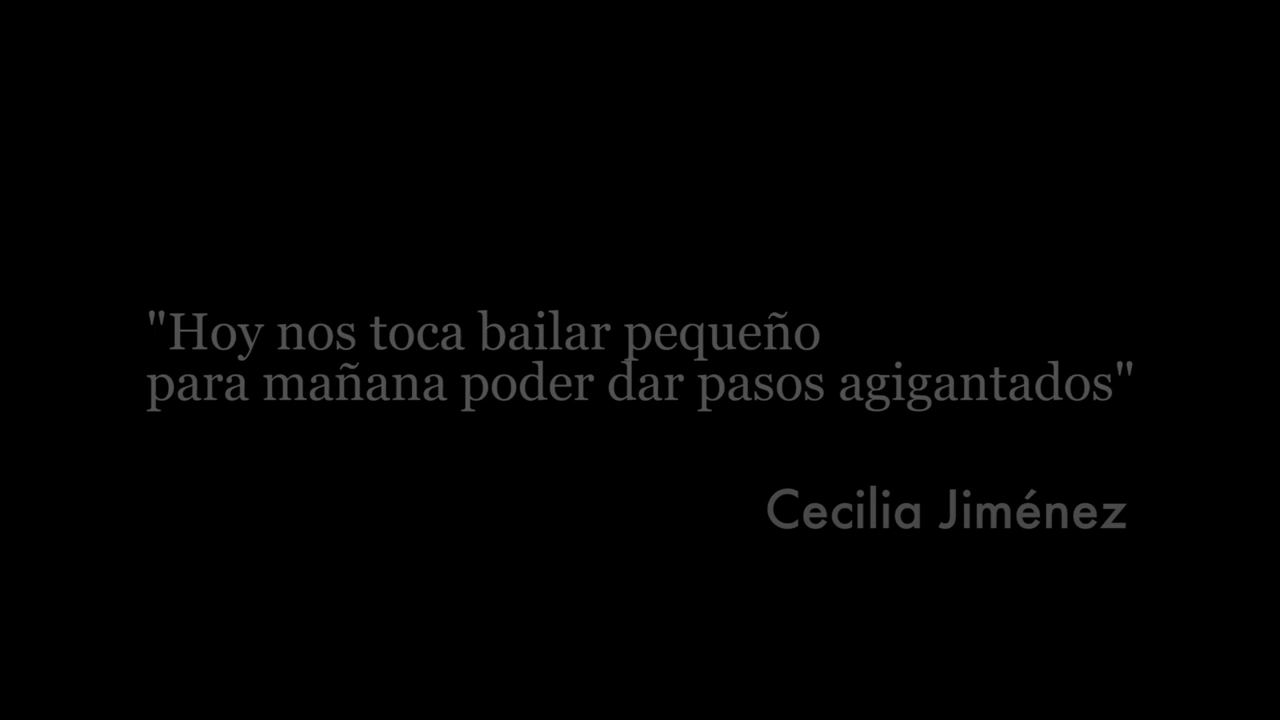 "Hoy nos toca bailar pequeño
para mañana poder dar pasos agigantados"
Cecilia Jiménez